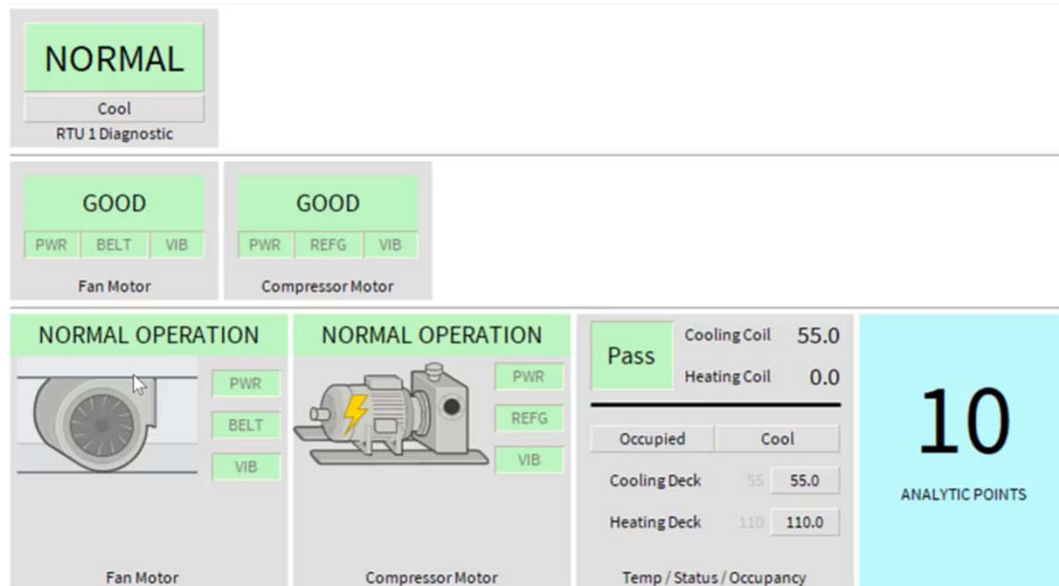 NORMAL
Cool
RTU 1 Diagnostic
GOOD
PWR BELT VIB
Fan Motor
GOOD
PWR REFG VIB
Compressor Motor
NORMAL OPERATION
PWR
BELT
VIB
Fan Motor
NORMAL OPERATION
PWR
REFG
VIB
Compressor Motor
Pass
Cooling Coil 55.0
Heating Coil 0.0
Occupied Cool
Cooling Deck 55 55.0
Heating Deck 110 110.0
Temp / Status / Occupancy
10
ANALYTIC POINTS